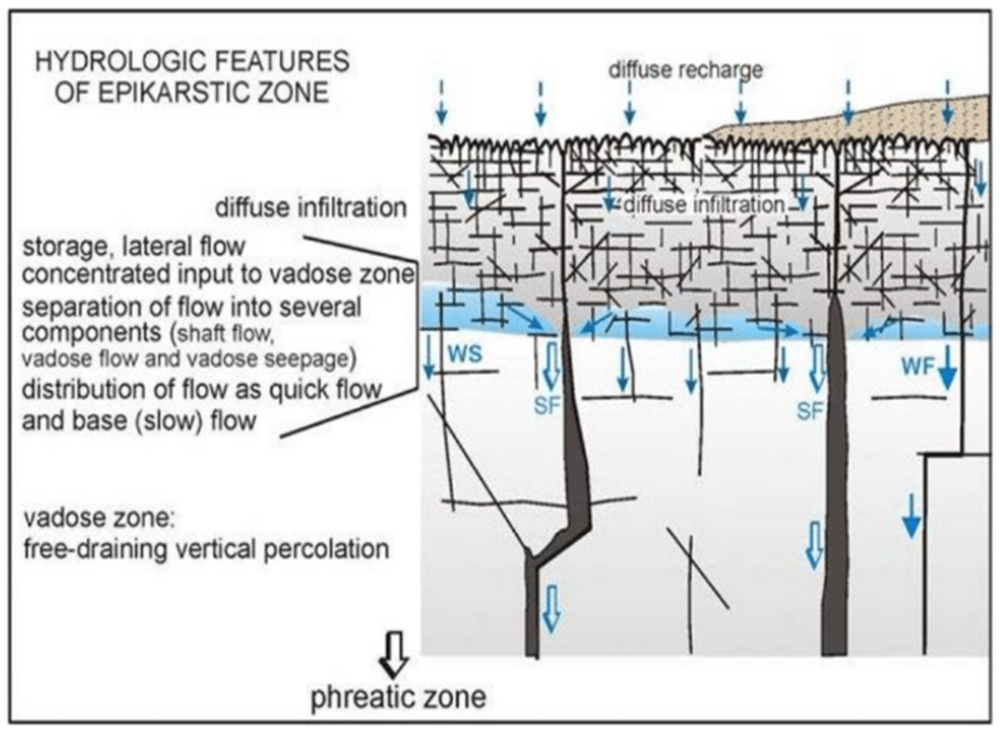 HYDROLOGIC FEATURES
OF EPIKARSTIC ZONE
diffuse recharge
diffuse infiltration
diffuse infiltration
storage, lateral flow
concentrated input to vadose zone
separation of flow into several
components (shaft flow,
vadose flow and vadose seepage)
distribution of flow as quick flow
and base (slow) flow
WS
SF
SF
WF
vadose zone:
free-draining vertical percolation
phreatic zone